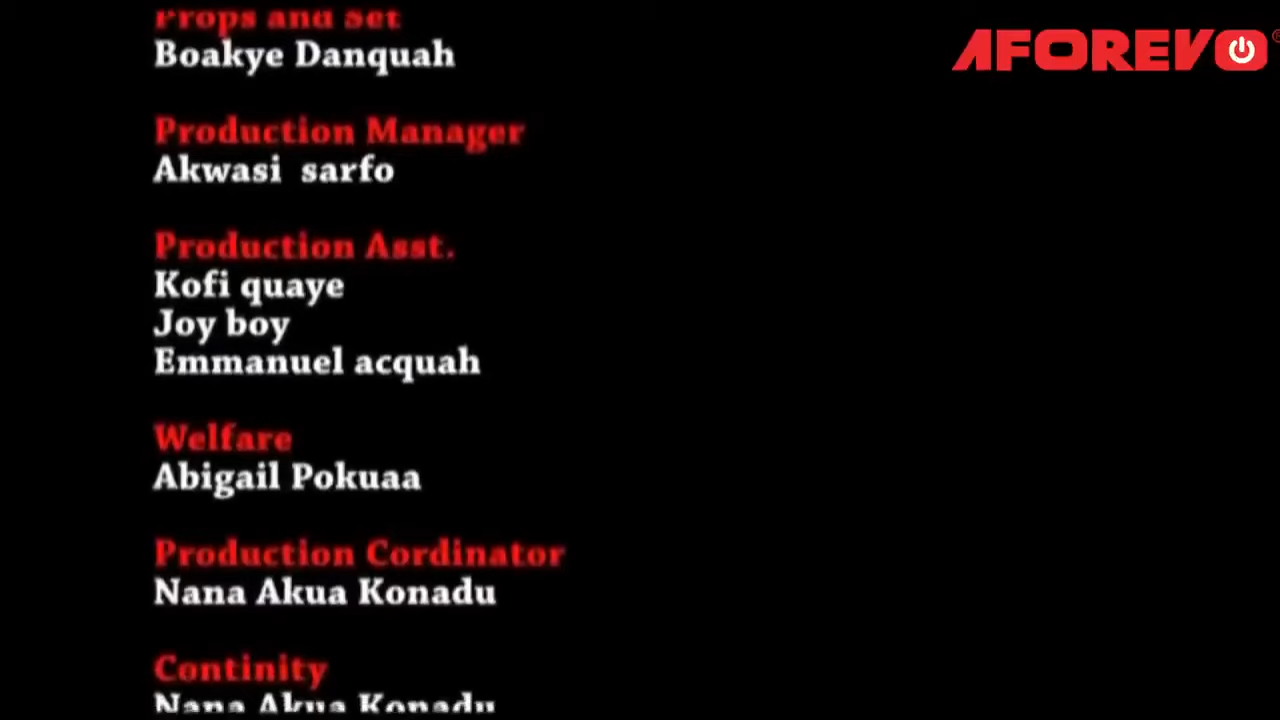 Props and Set
Boakye Danquah
AFOREVO
Production Manager
Akwasi sarfo
Production Asst.
Kofi quaye
Joy boy
Emmanuel acquah
Welfare
Abigail Pokuaa
Production Cordinator
Nana Akua Konadu
Continity
Nana Akua Konadu